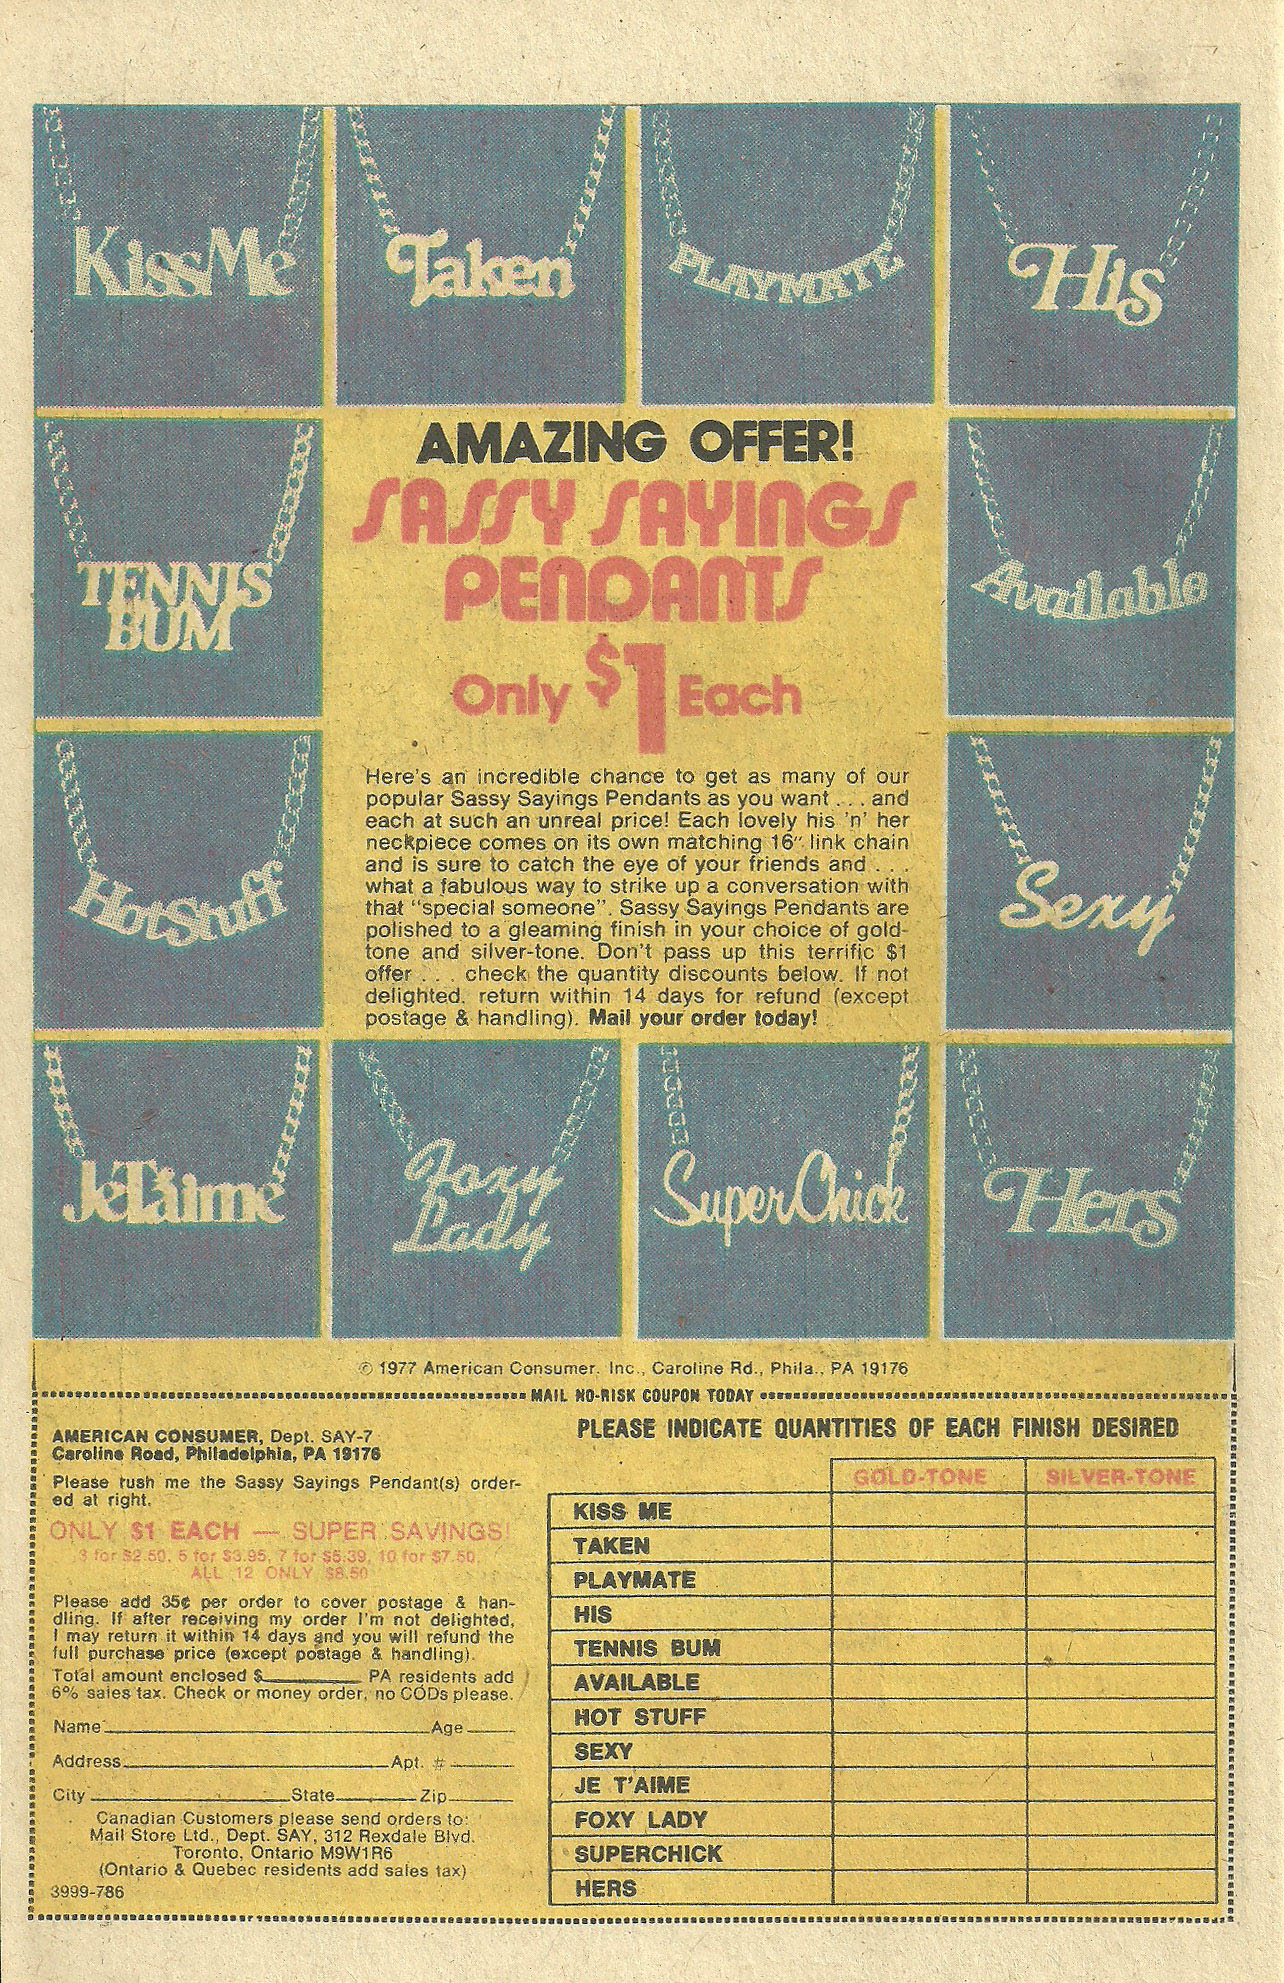 KissMe
Taken
PLAYMATE
His
TENNIS
BUM
Available
HotStuff
Sexy
JeT'aime
Foxy
Lady
SuperChick
Hers
AMAZING OFFER!
SASSY SAYINGS
PENDANTS
Only $1 Each
Here's an incredible chance to get as many of our
popular Sassy Sayings Pendants as you want . . . and
each at such an unreal price! Each lovely his 'n' her
neckpiece comes on its own matching 16" link chain
and is sure to catch the eye of your friends and . . .
what a fabulous way to strike up a conversation with
that "special someone". Sassy Sayings Pendants are
polished to a gleaming finish in your choice of gold-
tone and silver-tone. Don't pass up this terrific $1
offer . . . check the quantity discounts below. If not
delighted, return within 14 days for refund (except
postage & handling). Mail your order today!
© 1977 American Consumer, Inc., Caroline Rd., Phila., PA 19176
MAIL NO-RISK COUPON TODAY
AMERICAN CONSUMER, Dept. SAY-7
Caroline Road, Philadelphia, PA 19176
Please rush me the Sassy Sayings Pendant(s) order-
ed at right.
ONLY $1 EACH — SUPER SAVINGS!
3 for $2.50, 5 for $3.95, 7 for $5.39, 10 for $7.50,
ALL 12 ONLY $8.50
Please add 35¢ per order to cover postage & han-
dling. If after receiving my order I'm not delighted,
I may return it within 14 days and you will refund the
full purchase price (except postage & handling).
Total amount enclosed $________ PA residents add
6% sales tax. Check or money order, no CODs please.
Name________ Age____
Address________ Apt. #____
City________ State____ Zip____
Canadian Customers please send orders to:
Mail Store Ltd., Dept. SAY, 312 Rexdale Blvd.
Toronto, Ontario M9W1R6
(Ontario & Quebec residents add sales tax)
3999-786
PLEASE INDICATE QUANTITIES OF EACH FINISH DESIRED
GOLD-TONE SILVER-TONE
KISS ME
TAKEN
PLAYMATE
HIS
TENNIS BUM
AVAILABLE
HOT STUFF
SEXY
JE T'AIME
FOXY LADY
SUPERCHICK
HERS